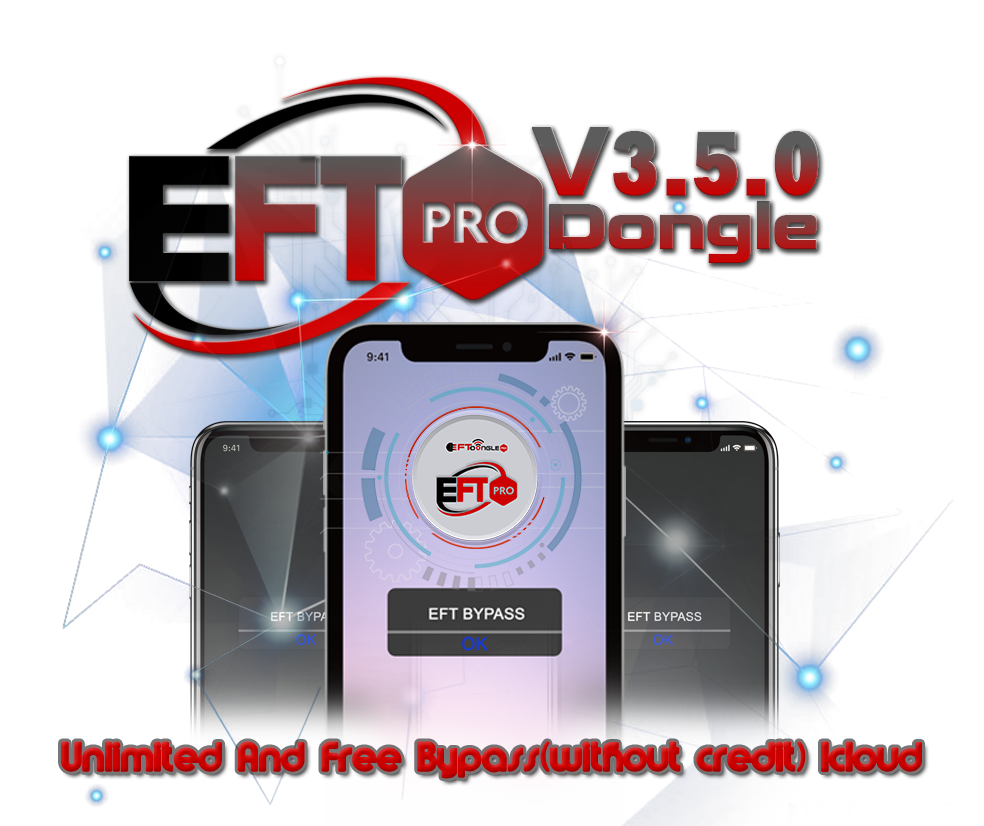 EFT PRO
V3.5.0
Dongle
9:41
EFT DONGLE
EFT PRO
EFT BYPASS
OK
9:41
EFT BYPA
OK
EFT BYPASS
OK
Unlimited And Free Bypass(without credit) Icloud